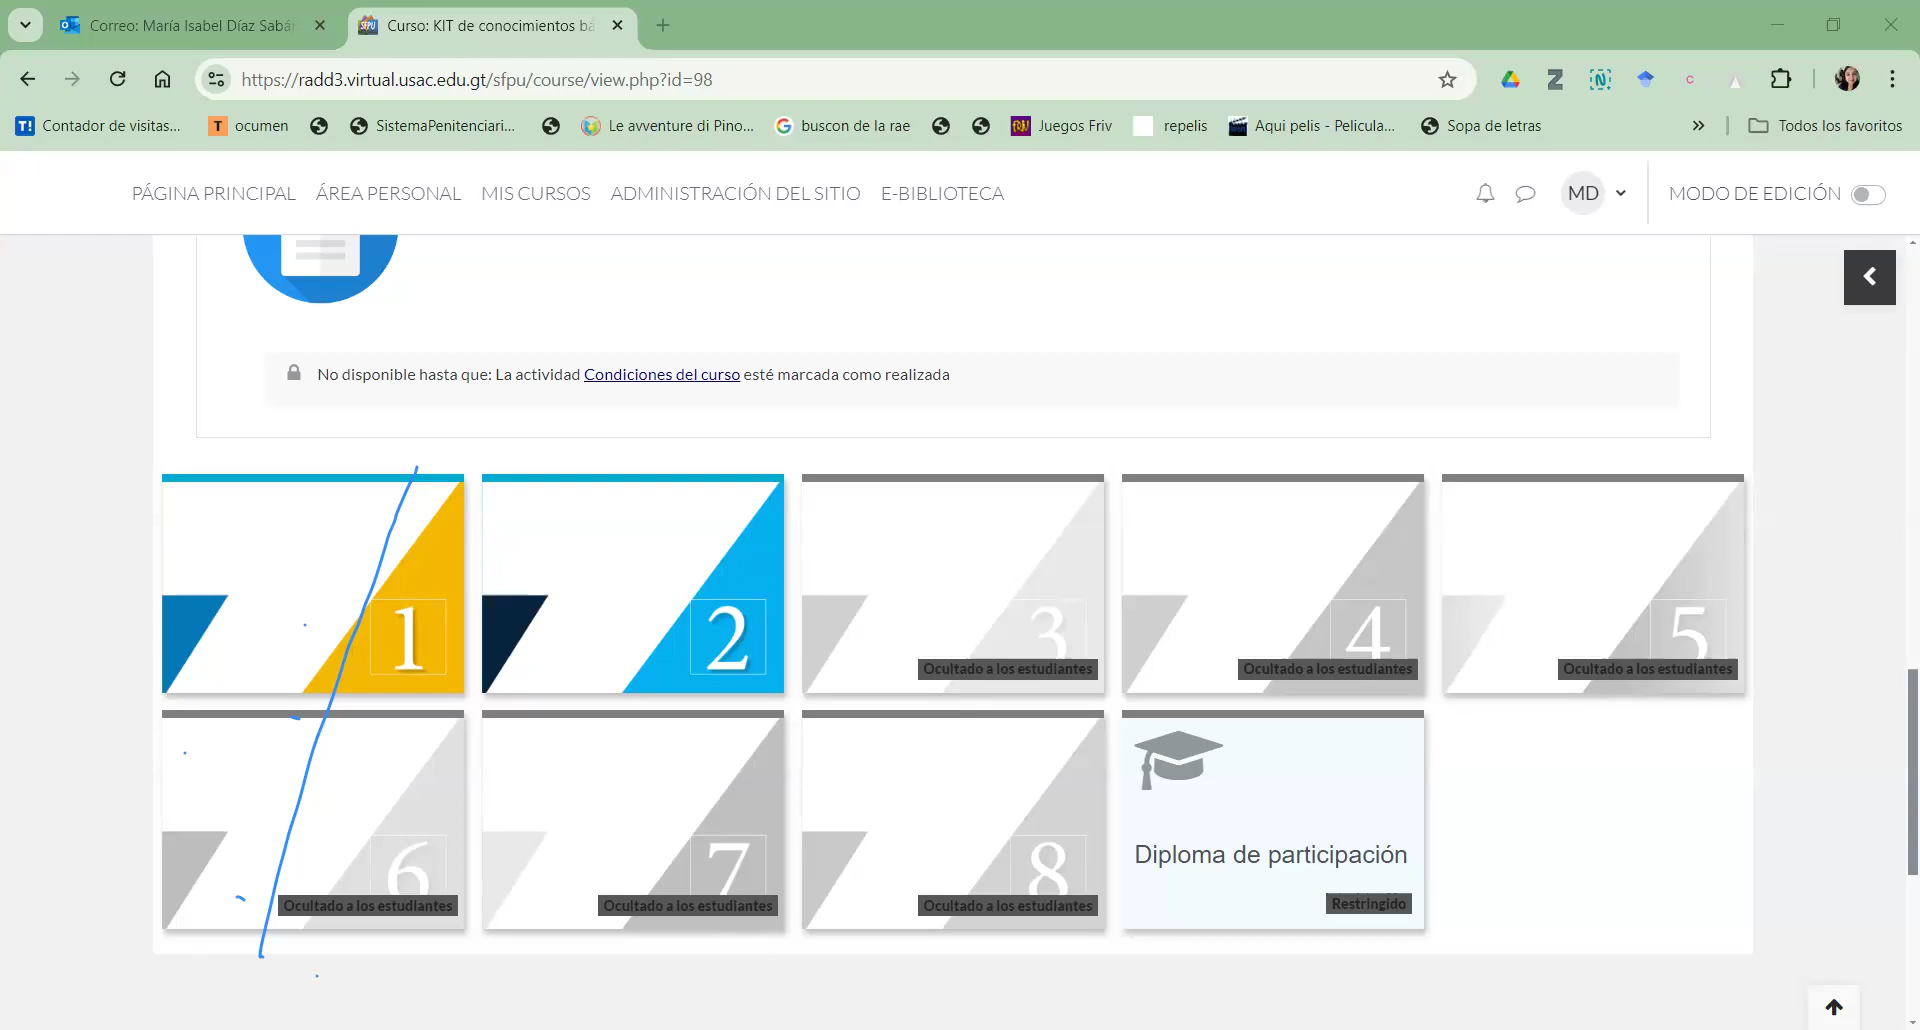 Correo: María Isabel Díaz Sabá
Curso: KIT de conocimientos bá
https://radd3.virtual.usac.edu.gt/sfpu/course/view.php?id=98
Contador de visitas... ocumen SistemaPenitenciari... Le avventure di Pino... buscon de la rae Juegos Friv repelis Aqui pelis - Pelicula... Sopa de letras » Todos los favoritos
PÁGINA PRINCIPAL ÁREA PERSONAL MIS CURSOS ADMINISTRACIÓN DEL SITIO E-BIBLIOTECA MD MODO DE EDICIÓN
No disponible hasta que: La actividad Condiciones del curso esté marcada como realizada
1
2
3
Ocultado a los estudiantes
4
Ocultado a los estudiantes
5
Ocultado a los estudiantes
6
Ocultado a los estudiantes
7
Ocultado a los estudiantes
8
Ocultado a los estudiantes
Diploma de participación
Restringido